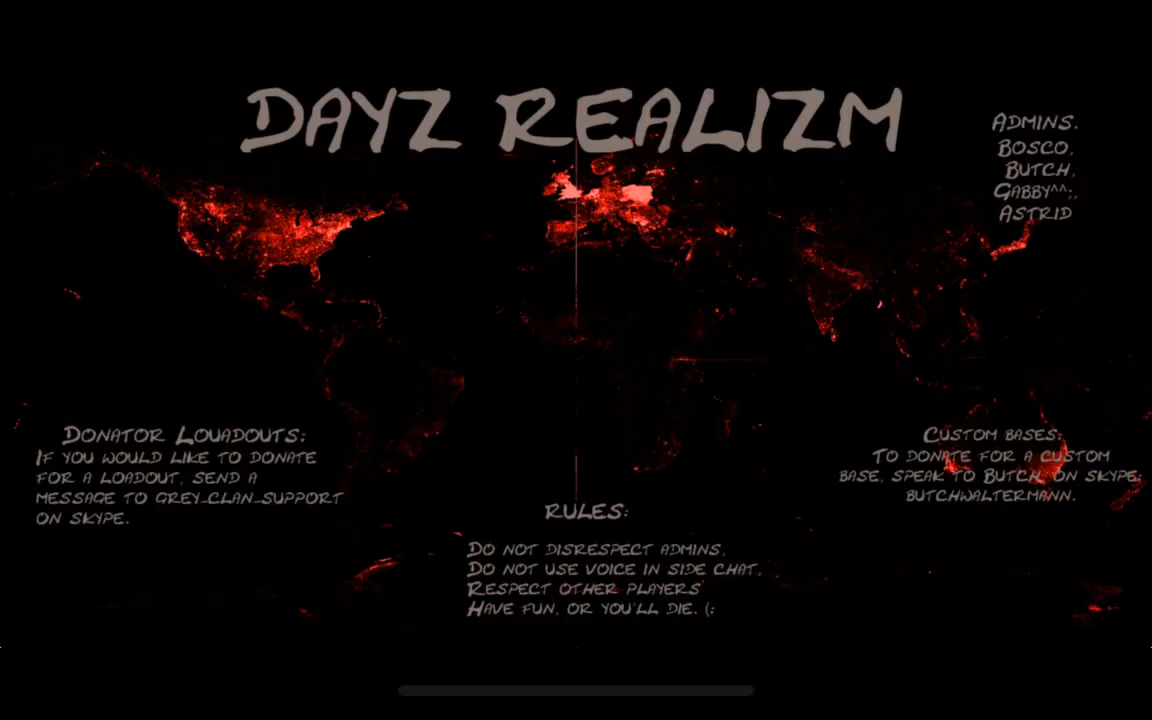 DAYZ REALIZM
ADMINS.
BOSCO,
BUTCH,
GABBY^^;,
ASTRID
DONATOR LOUADOUTS:
IF YOU WOULD LIKE TO DONATE
FOR A LOADOUT, SEND A
MESSAGE TO GREY_CLAN_SUPPORT
ON SKYPE.
CUSTOM BASES:
TO DONATE FOR A CUSTOM
BASE, SPEAK TO BUTCH, ON SKYPE:
BUTCHWALTERMANN.
RULES:
DO NOT DISRESPECT ADMINS,
DO NOT USE VOICE IN SIDE CHAT,
RESPECT OTHER PLAYERS'
HAVE FUN, OR YOU'LL DIE. (: